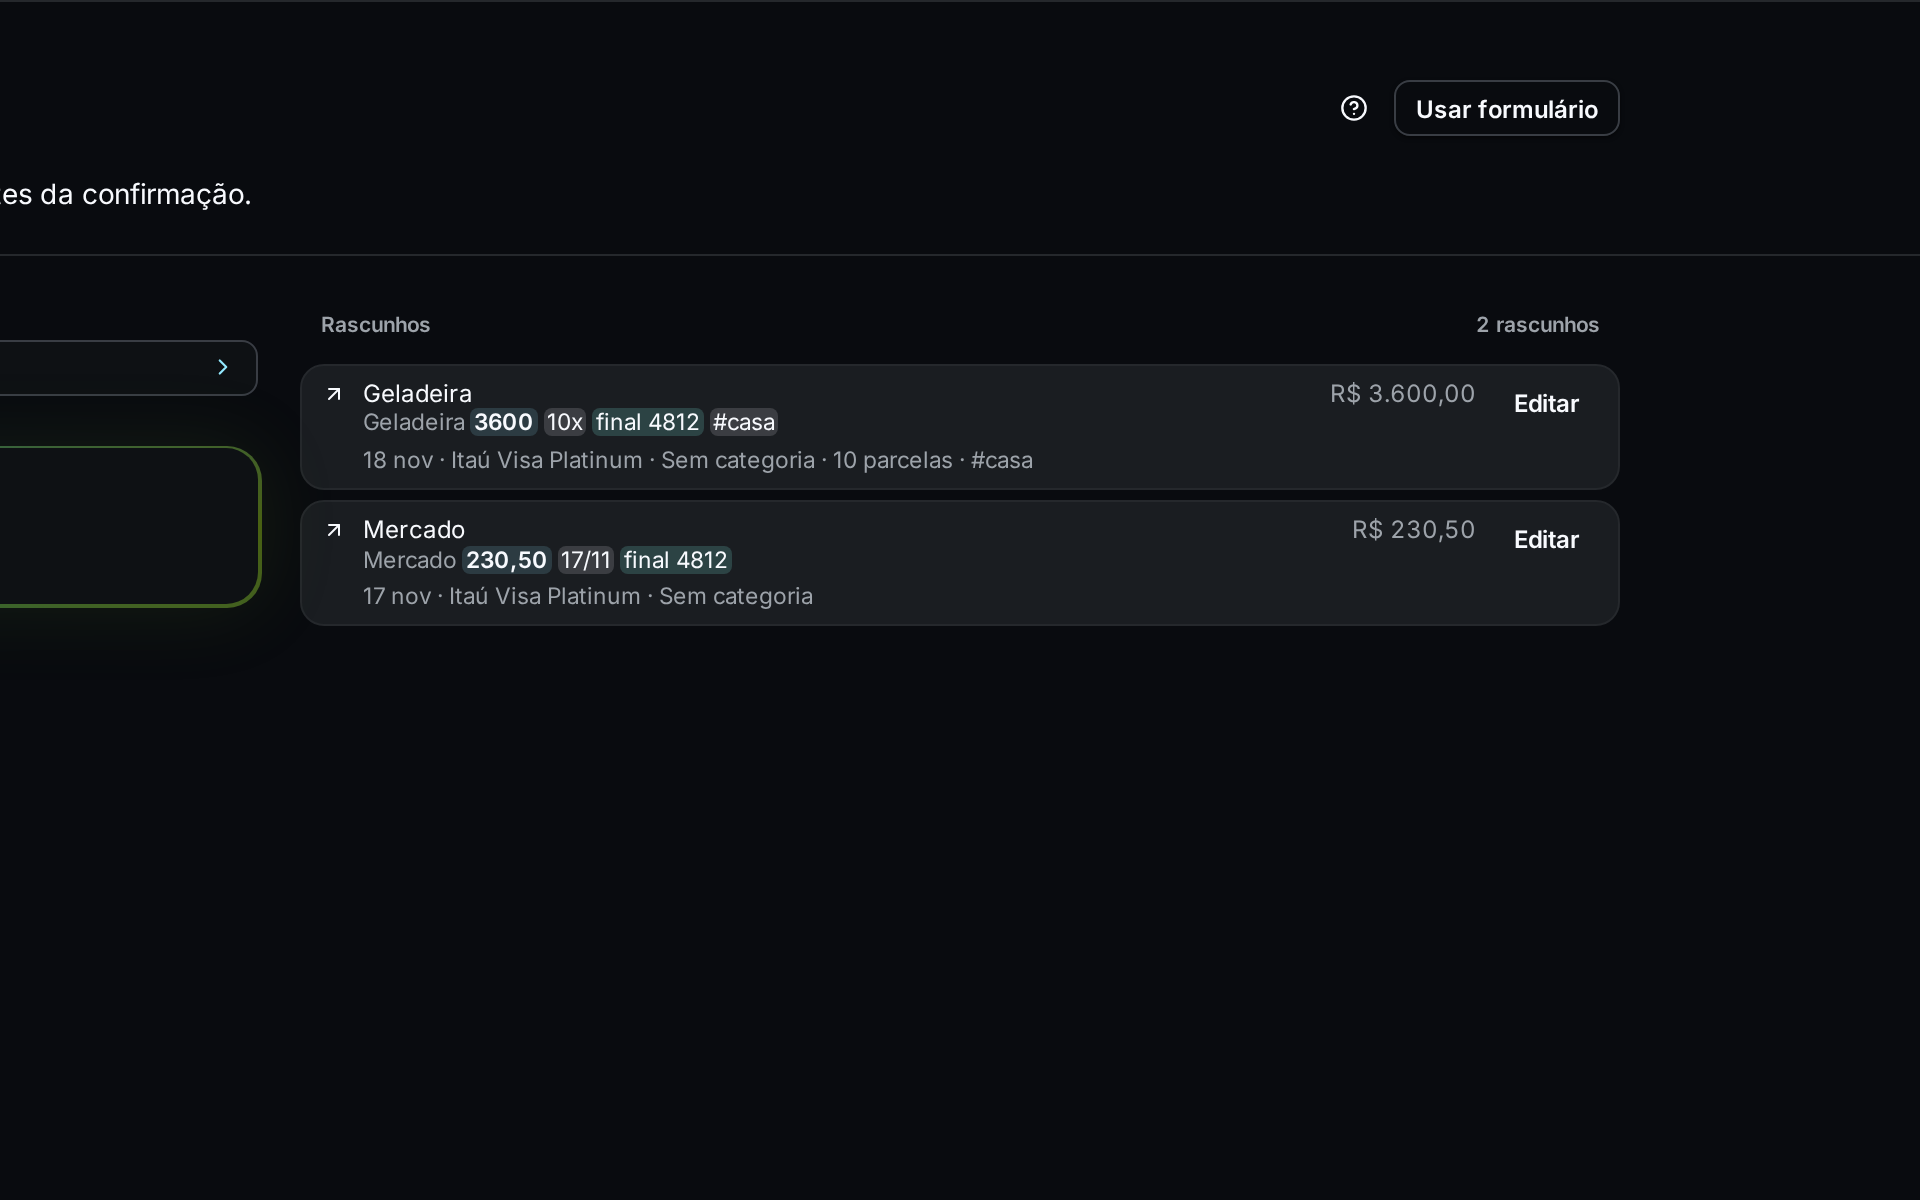 Usar formulário
es da confirmação.
Rascunhos
2 rascunhos
Geladeira
R$ 3.600,00
Editar
Geladeira 3600 10x final 4812 #casa
18 nov · Itaú Visa Platinum · Sem categoria · 10 parcelas · #casa
Mercado
R$ 230,50
Editar
Mercado 230,50 17/11 final 4812
17 nov · Itaú Visa Platinum · Sem categoria